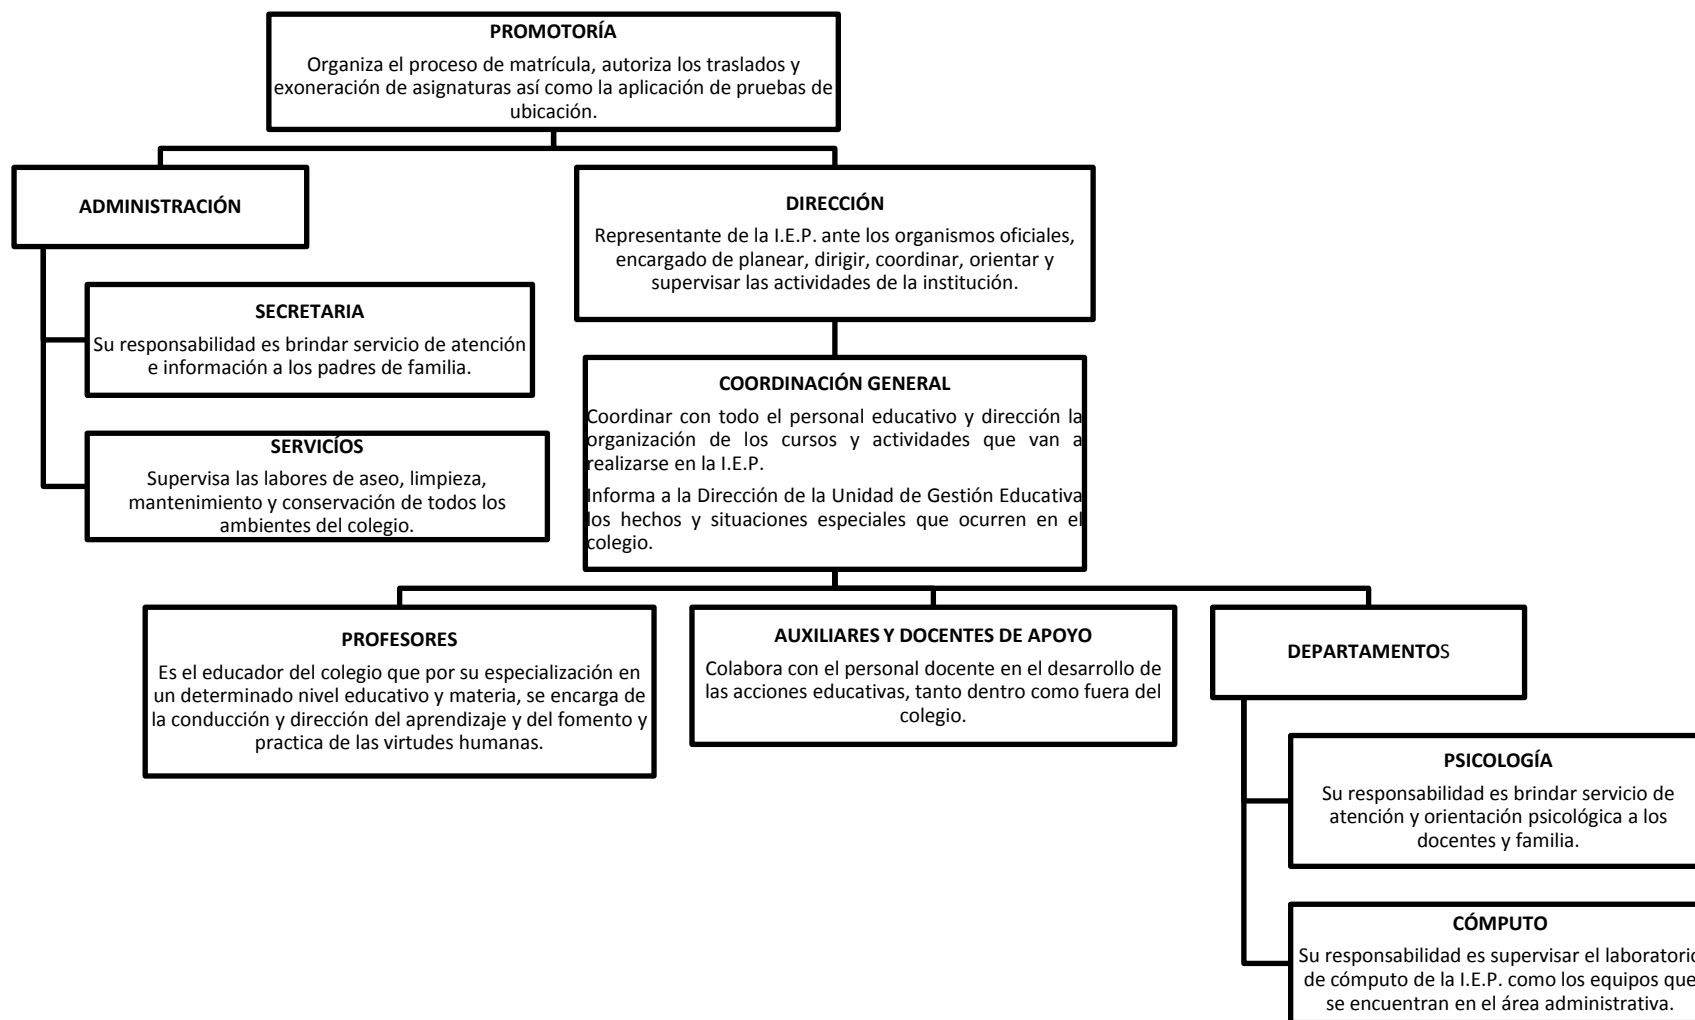 PROMOTORÍA
Organiza el proceso de matrícula, autoriza los traslados y
exoneración de asignaturas así como la aplicación de pruebas de
ubicación.
ADMINISTRACIÓN
DIRECCIÓN
Representante de la I.E.P. ante los organismos oficiales,
encargado de planear, dirigir, coordinar, orientar y
supervisar las actividades de la institución.
SECRETARIA
Su responsabilidad es brindar servicio de atención
e información a los padres de familia.
SERVICÍOS
Supervisa las labores de aseo, limpieza,
mantenimiento y conservación de todos los
ambientes del colegio.
COORDINACIÓN GENERAL
Coordinar con todo el personal educativo y dirección la
organización de los cursos y actividades que van a
realizarse en la I.E.P.
Informa a la Dirección de la Unidad de Gestión Educativa
los hechos y situaciones especiales que ocurren en el
colegio.
PROFESORES
Es el educador del colegio que por su especialización en
un determinado nivel educativo y materia, se encarga de
la conducción y dirección del aprendizaje y del fomento y
practica de las virtudes humanas.
AUXILIARES Y DOCENTES DE APOYO
Colabora con el personal docente en el desarrollo de
las acciones educativas, tanto dentro como fuera del
colegio.
DEPARTAMENTOS
PSICOLOGÍA
Su responsabilidad es brindar servicio de
atención y orientación psicológica a los
docentes y familia.
CÓMPUTO
Su responsabilidad es supervisar el laboratorio
de cómputo de la I.E.P. como los equipos que
se encuentran en el área administrativa.